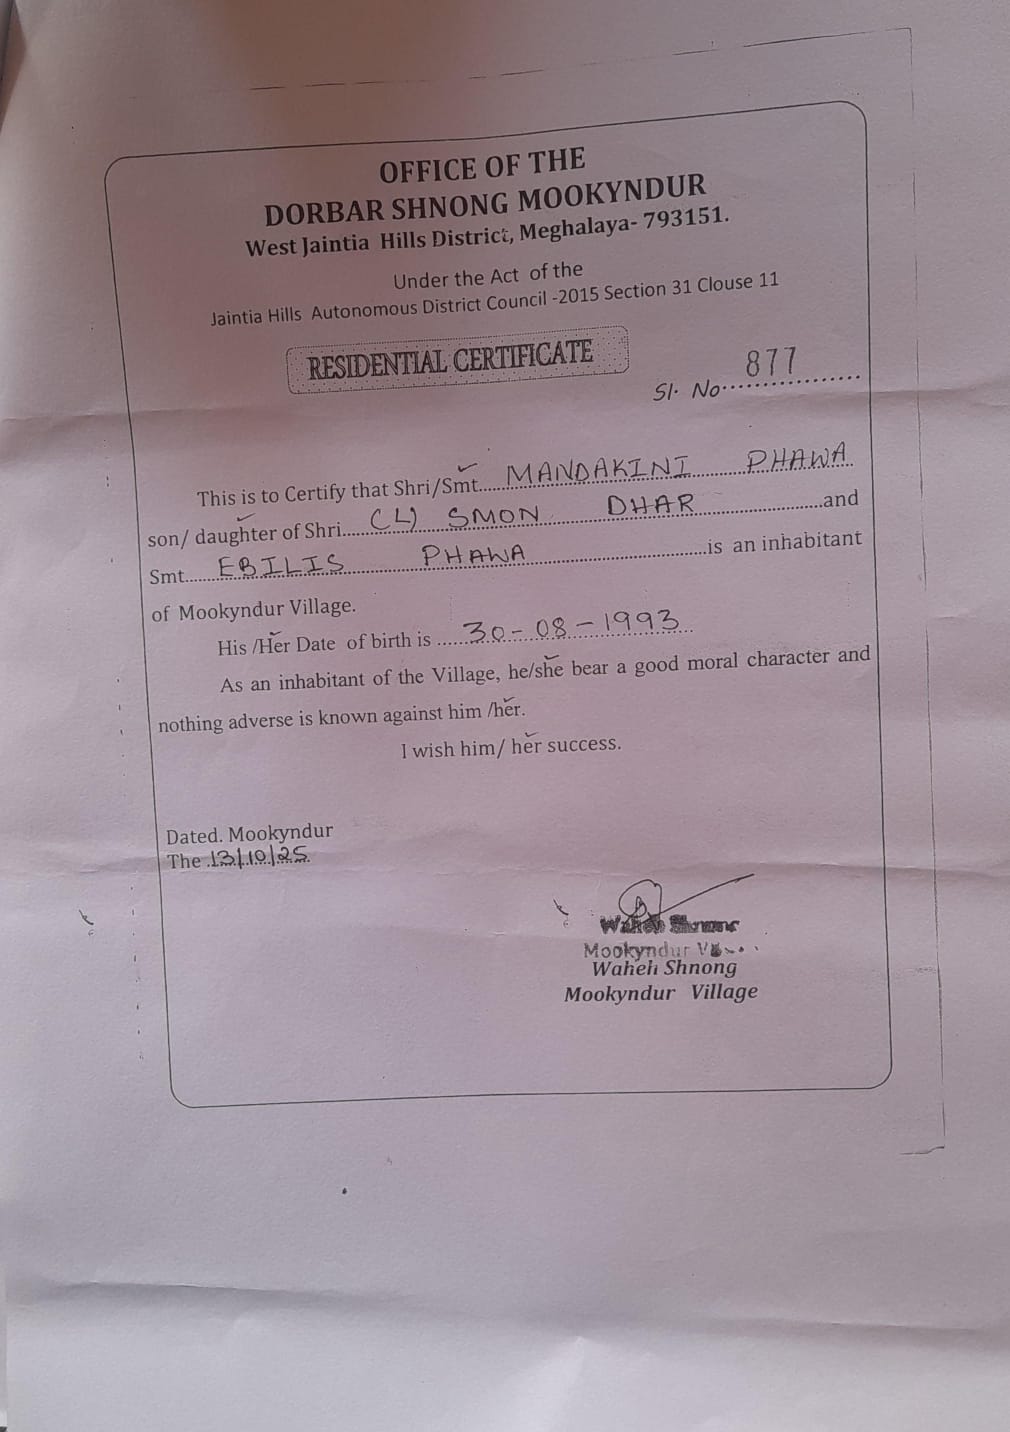 OFFICE OF THE
DORBAR SHNONG MOOKYNDUR
West Jaintia Hills District, Meghalaya- 793151.
Under the Act of the
Jaintia Hills Autonomous District Council -2015 Section 31 Clouse 11
RESIDENTIAL CERTIFICATE
877
Sl. No
This is to Certify that Shri/Smt. MANDAKINI PHAWA
son/ daughter of Shri. (L) SMON DHAR and
Smt. EBILIS PHAWA is an inhabitant
of Mookyndur Village.
His /Her Date of birth is 30-08-1993
As an inhabitant of the Village, he/she bear a good moral character and
nothing adverse is known against him /her.
I wish him/ her success.
Dated. Mookyndur
The 13/10/25
Waheh Shnong
Mookyndur
Waheh Shnong
Mookyndur Village